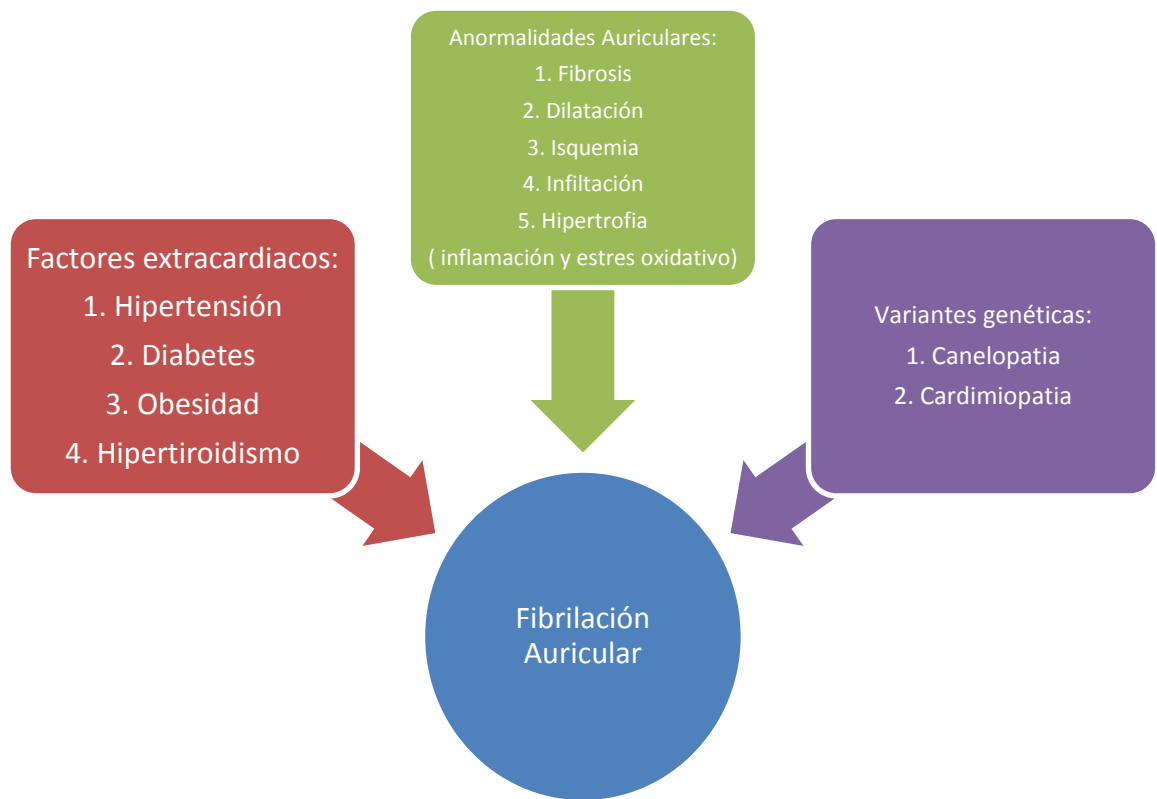 Anormalidades Auriculares:
1. Fibrosis
2. Dilatación
3. Isquemia
4. Infiltación
5. Hipertrofia
( inflamación y estres oxidativo)
Factores extracardiacos:
1. Hipertensión
2. Diabetes
3. Obesidad
4. Hipertiroidismo
Variantes genéticas:
1. Canelopatia
2. Cardimiopatia
Fibrilación
Auricular